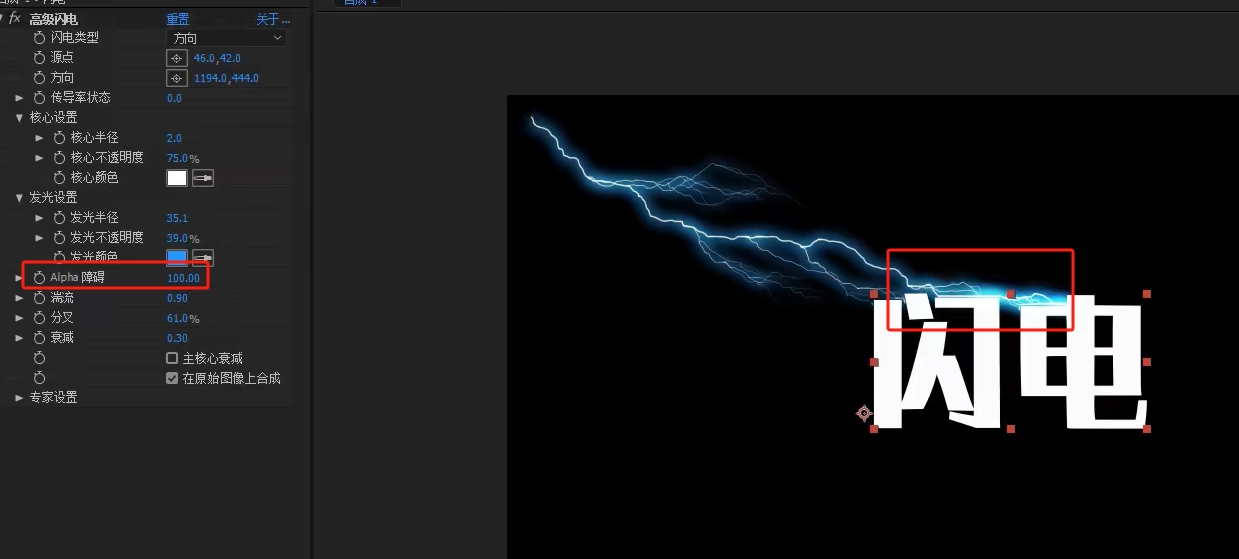 fx 高级闪电 重置 关于...
闪电类型 方向
源点 46.0,42.0
方向 1194.0,444.0
传导率状态 0.0
核心设置
核心半径 2.0
核心不透明度 75.0%
核心颜色
发光设置
发光半径 35.1
发光不透明度 39.0%
发光颜色
Alpha 障碍 100.00
湍流 0.90
分叉 61.0%
衰减 0.30
主核心衰减
在原始图像上合成
专家设置
闪电